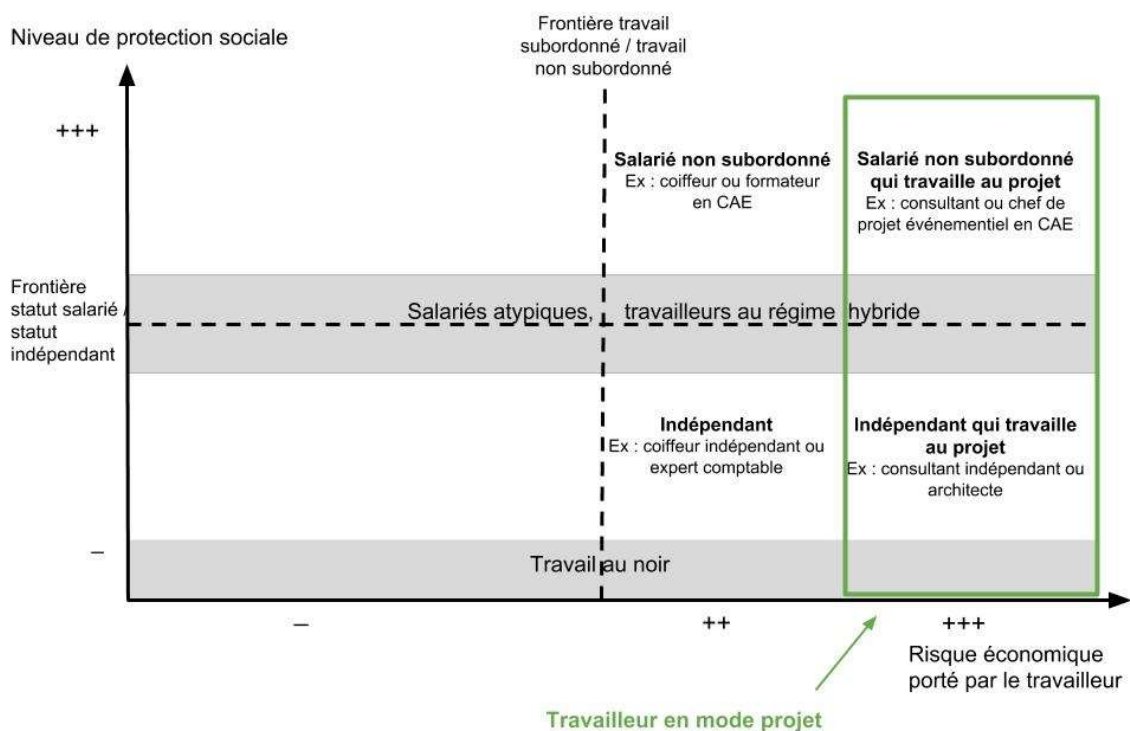 Niveau de protection sociale
Frontière travail
subordonné / travail
non subordonné
+++
Salarié non subordonné
Ex : coiffeur ou formateur
en CAE
Salarié non subordonné
qui travaille au projet
Ex : consultant ou chef de
projet événementiel en CAE
Frontière
statut salarié /
statut
indépendant
Salariés atypiques, travailleurs au régime hybride
Indépendant
Ex : coiffeur indépendant ou
expert comptable
Indépendant qui travaille
au projet
Ex : consultant indépendant ou
architecte
–
Travail au noir
–
++
+++
Risque économique
porté par le travailleur
Travailleur en mode projet